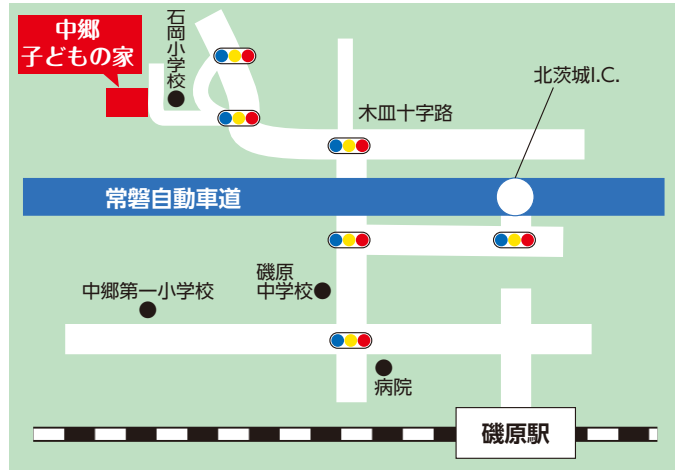 中郷
子どもの家
石岡小学校
北茨城I.C.
木皿十字路
常磐自動車道
磯原
中学校
中郷第一小学校
病院
磯原駅